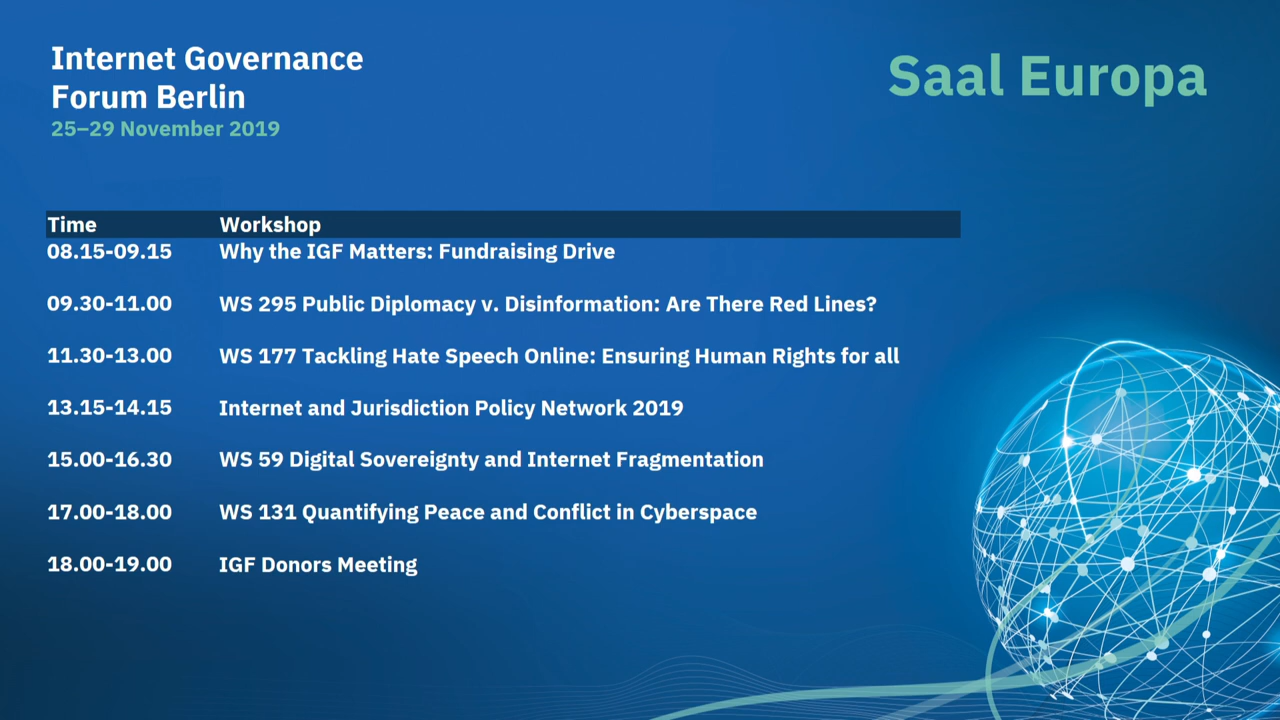 Internet Governance
Forum Berlin
25–29 November 2019
Saal Europa
Time Workshop
08.15-09.15 Why the IGF Matters: Fundraising Drive
09.30-11.00 WS 295 Public Diplomacy v. Disinformation: Are There Red Lines?
11.30-13.00 WS 177 Tackling Hate Speech Online: Ensuring Human Rights for all
13.15-14.15 Internet and Jurisdiction Policy Network 2019
15.00-16.30 WS 59 Digital Sovereignty and Internet Fragmentation
17.00-18.00 WS 131 Quantifying Peace and Conflict in Cyberspace
18.00-19.00 IGF Donors Meeting